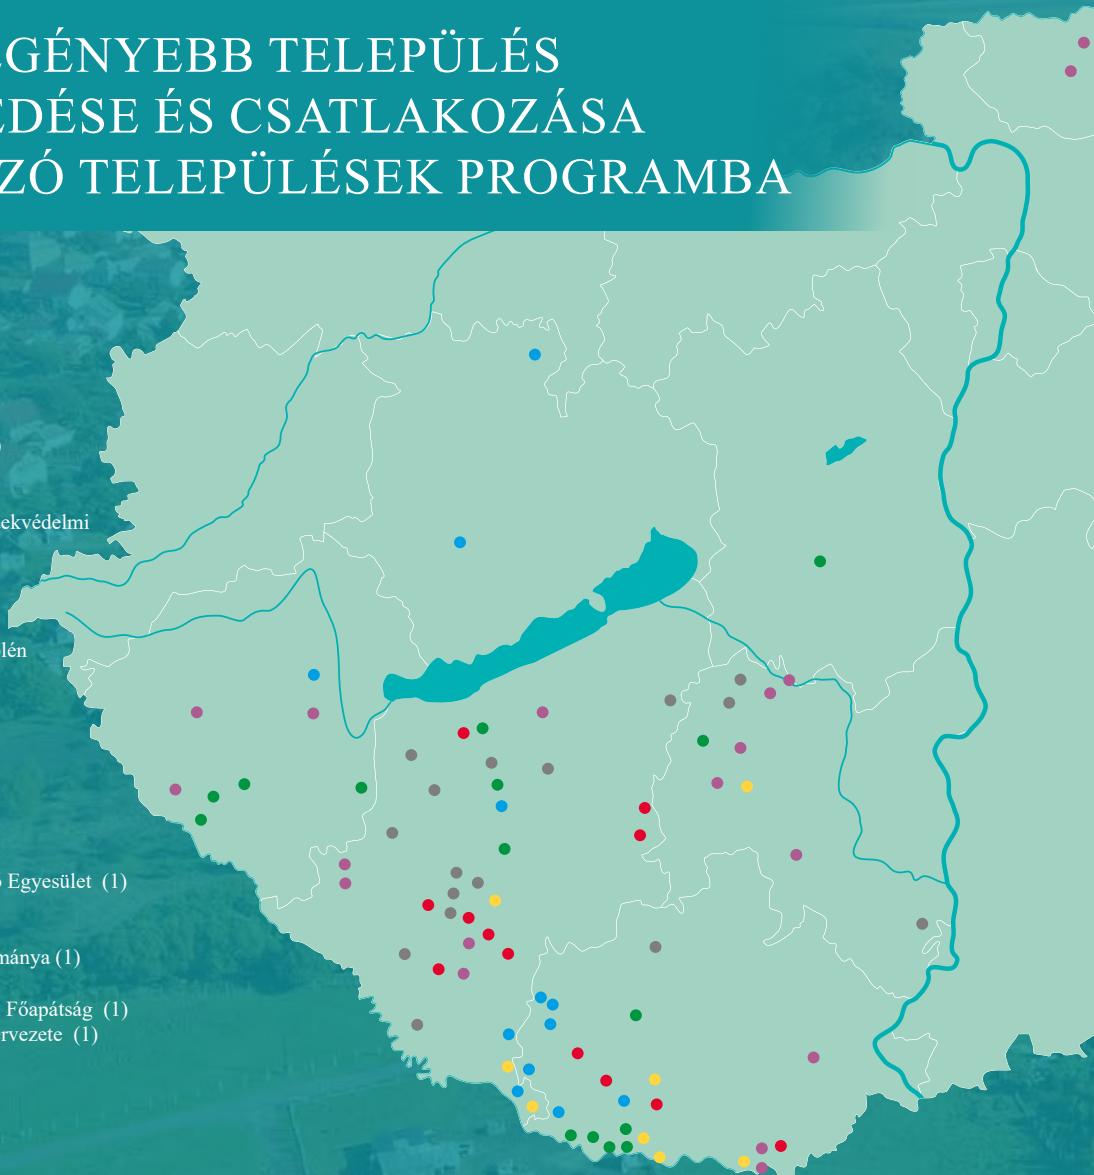 GÉNYEBB TELEPÜLÉS
EDÉSE ÉS CSATLAKOZÁSA
ZÓ TELEPÜLÉSEK PROGRAMBA
)
ekvédelmi
lén
Egyesület (1)
mánya (1)
Főapátság (1)
rvezete (1)